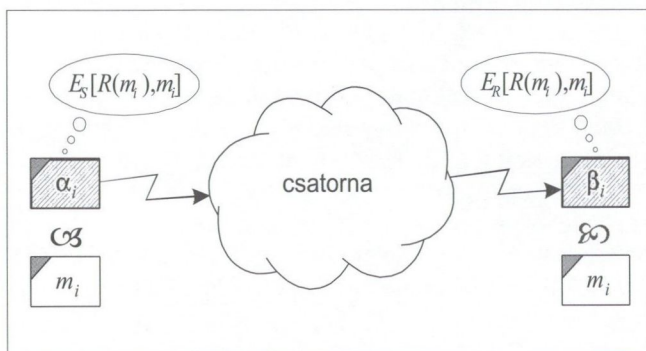 E_S[R(m_i),m_i]
E_R[R(m_i),m_i]
α_i
csatorna
β_i
m_i
m_i